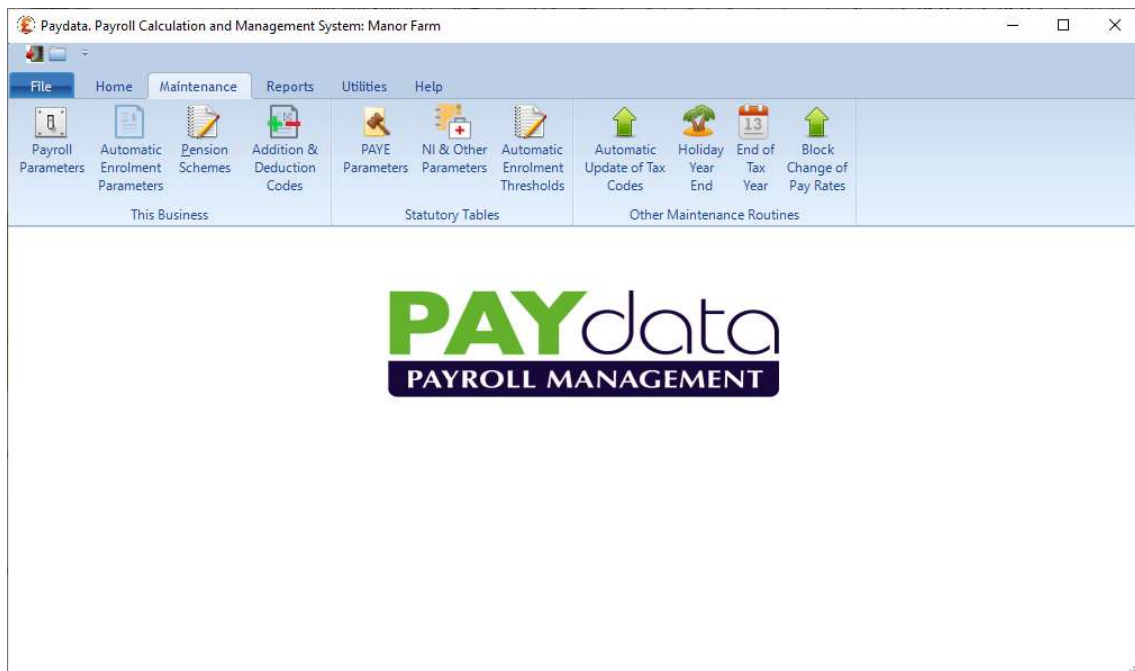 Paydata. Payroll Calculation and Management System: Manor Farm
File Home Maintenance Reports Utilities Help
Payroll Parameters
Automatic Enrolment Parameters
Pension Schemes
Addition & Deduction Codes
This Business
PAYE Parameters
NI & Other Parameters
Automatic Enrolment Thresholds
Statutory Tables
Automatic Update of Tax Codes
Holiday Year End
13
End of Tax Year
Block Change of Pay Rates
Other Maintenance Routines
PAYdata
PAYROLL MANAGEMENT